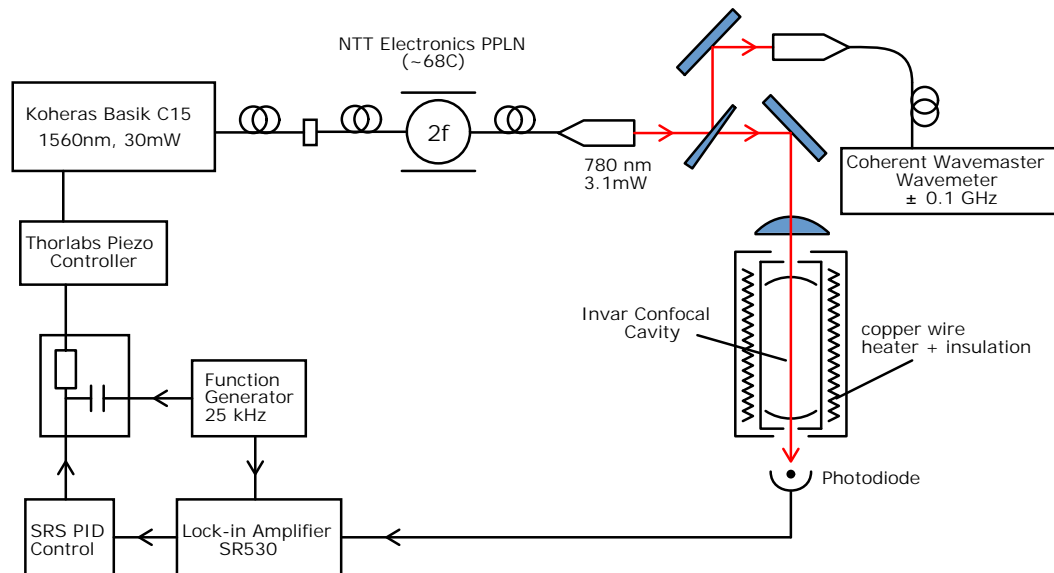 NTT Electronics PPLN
(~68C)
Koheras Basik C15
1560nm, 30mW
2f
780 nm
3.1mW
Coherent Wavemaster
Wavemeter
± 0.1 GHz
Thorlabs Piezo
Controller
Invar Confocal
Cavity
copper wire
heater + insulation
Function
Generator
25 kHz
Photodiode
SRS PID
Control
Lock-in Amplifier
SR530